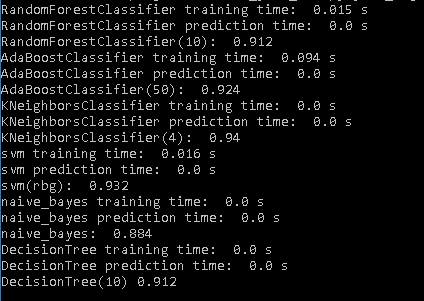 RandomForestClassifier training time:  0.015 s
RandomForestClassifier prediction time:  0.0 s
RandomForestClassifier(10):  0.912
AdaBoostClassifier training time:  0.094 s
AdaBoostClassifier prediction time:  0.0 s
AdaBoostClassifier(50):  0.924
KNeighborsClassifier training time:  0.0 s
KNeighborsClassifier prediction time:  0.0 s
KNeighborsClassifier(4):  0.94
svm training time:  0.016 s
svm prediction time:  0.0 s
svm(rbg):  0.932
naive_bayes training time:  0.0 s
naive_bayes prediction time:  0.0 s
naive_bayes:  0.884
DecisionTree training time:  0.0 s
DecisionTree prediction time:  0.0 s
DecisionTree(10) 0.912